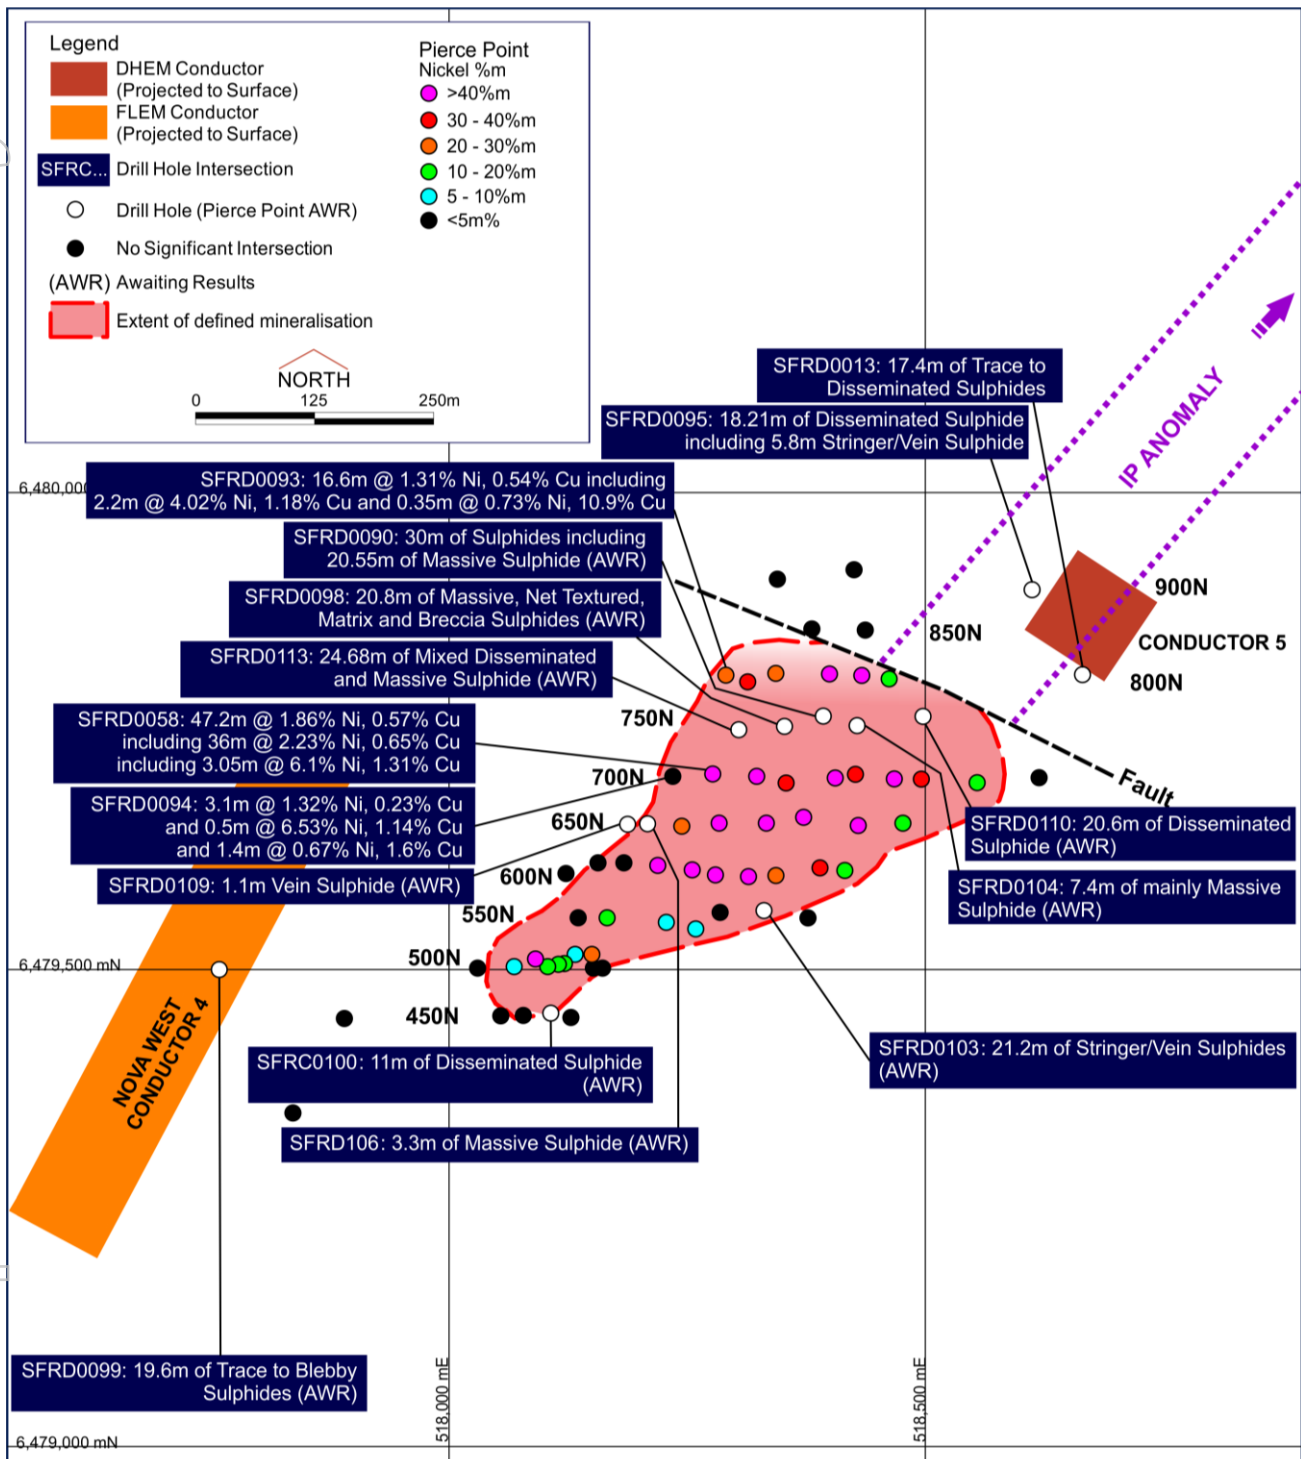 Legend
DHEM Conductor
(Projected to Surface)
FLEM Conductor
(Projected to Surface)
SFRC... Drill Hole Intersection
Drill Hole (Pierce Point AWR)
No Significant Intersection
(AWR) Awaiting Results
Extent of defined mineralisation
Pierce Point
Nickel %m
>40%m
30 - 40%m
20 - 30%m
10 - 20%m
5 - 10%m
<5m%
NORTH
0 125 250m
SFRD0013: 17.4m of Trace to
Disseminated Sulphides
SFRD0095: 18.21m of Disseminated Sulphide
including 5.8m Stringer/Vein Sulphide
IP ANOMALY
SFRD0093: 16.6m @ 1.31% Ni, 0.54% Cu including
2.2m @ 4.02% Ni, 1.18% Cu and 0.35m @ 0.73% Ni, 10.9% Cu
6,480,00
SFRD0090: 30m of Sulphides including
20.55m of Massive Sulphide (AWR)
SFRD0098: 20.8m of Massive, Net Textured,
Matrix and Breccia Sulphides (AWR)
SFRD0113: 24.68m of Mixed Disseminated
and Massive Sulphide (AWR)
SFRD0058: 47.2m @ 1.86% Ni, 0.57% Cu
including 36m @ 2.23% Ni, 0.65% Cu
including 3.05m @ 6.1% Ni, 1.31% Cu
SFRD0094: 3.1m @ 1.32% Ni, 0.23% Cu
and 0.5m @ 6.53% Ni, 1.14% Cu
and 1.4m @ 0.67% Ni, 1.6% Cu
SFRD0109: 1.1m Vein Sulphide (AWR)
900N
850N
CONDUCTOR 5
800N
750N
700N
650N
600N
550N
500N
450N
Fault
SFRD0110: 20.6m of Disseminated
Sulphide (AWR)
SFRD0104: 7.4m of mainly Massive
Sulphide (AWR)
6,479,500 mN
NOVA WEST
CONDUCTOR 4
SFRD0103: 21.2m of Stringer/Vein Sulphides
(AWR)
SFRC0100: 11m of Disseminated Sulphide
(AWR)
SFRD106: 3.3m of Massive Sulphide (AWR)
SFRD0099: 19.6m of Trace to Blebby
Sulphides (AWR)
518,000 mE
518,500 mE
6,479,000 mN